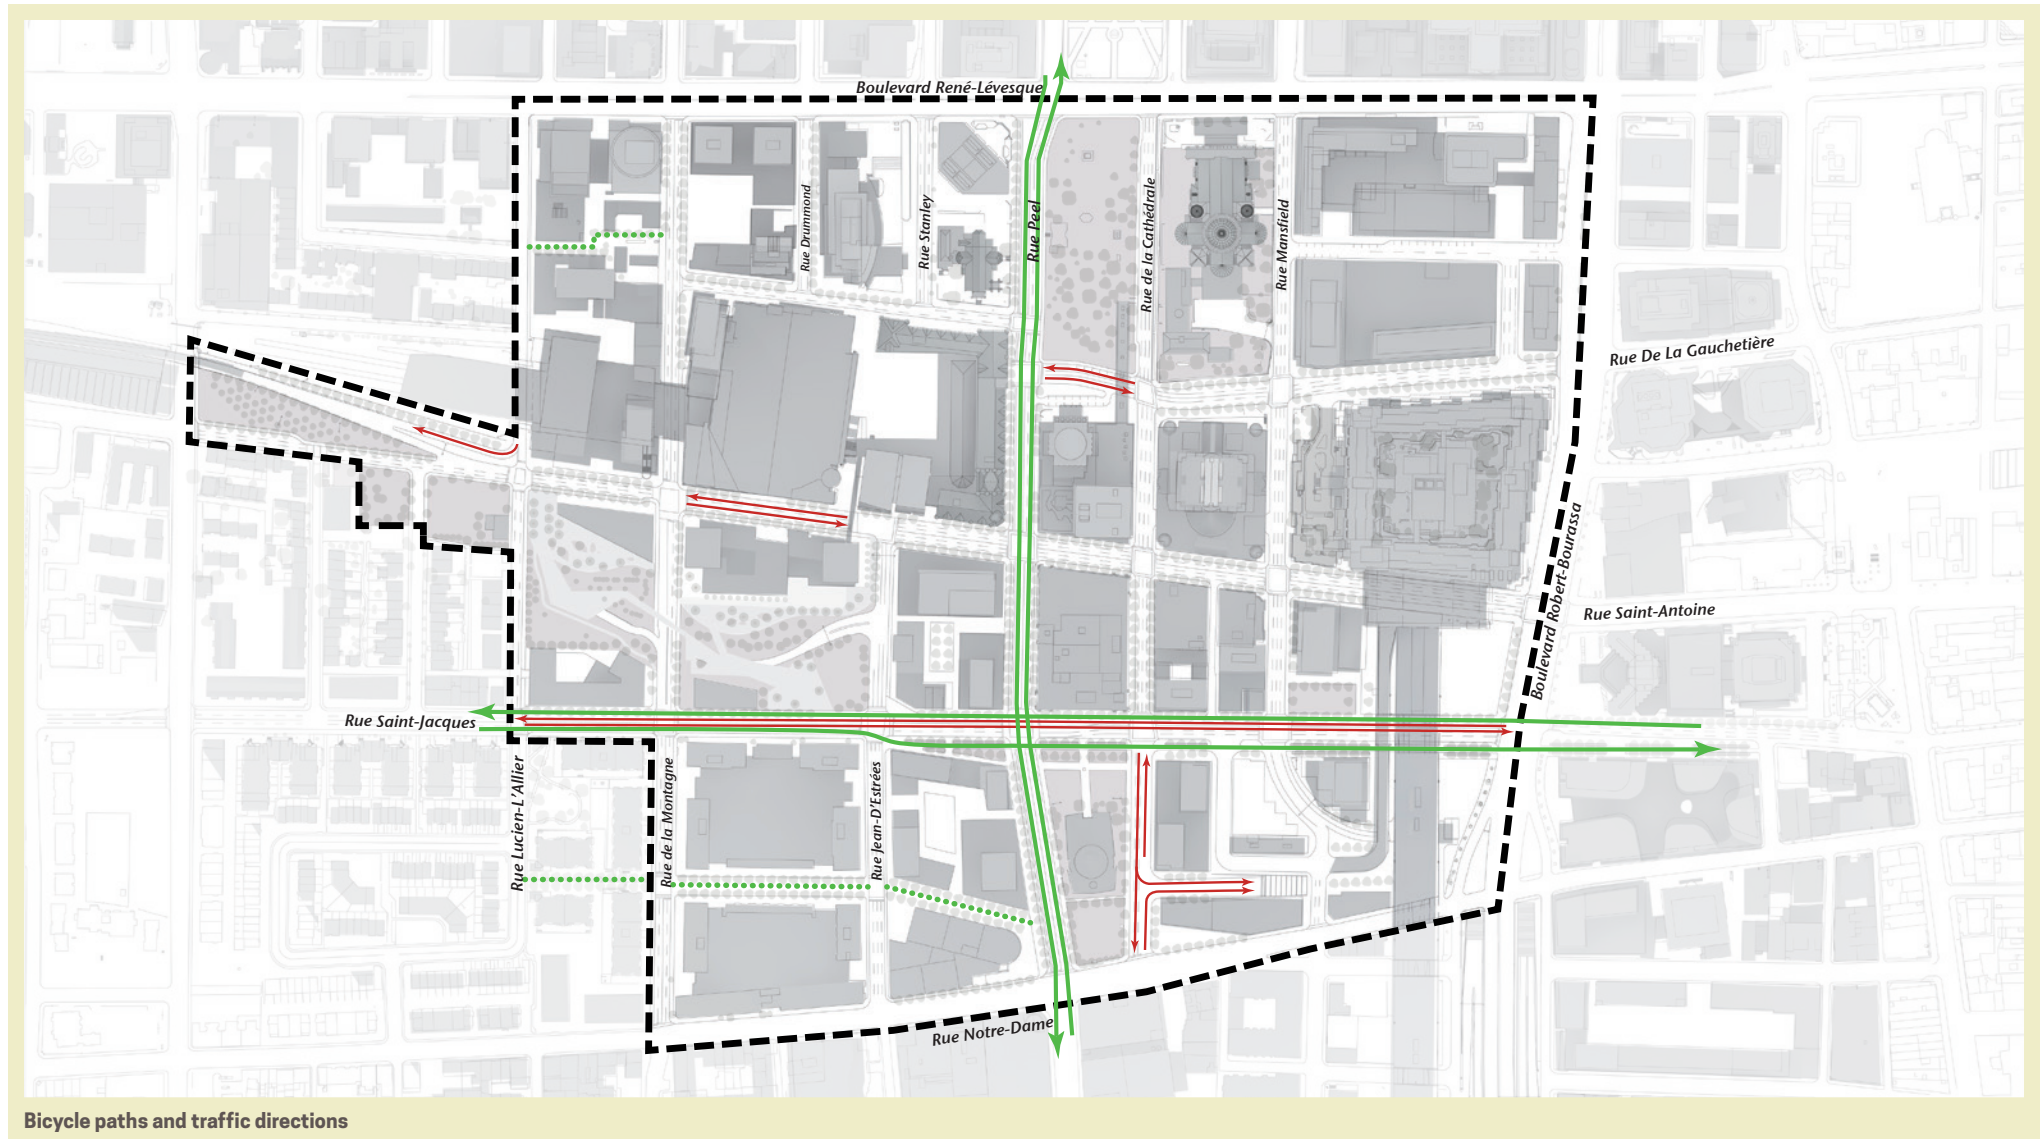 Boulevard René-Lévesque
Rue Drummond
Rue Stanley
Rue Peel
Rue de la Cathédrale
Rue Mansfield
Rue De La Gauchetière
Boulevard Robert-Bourassa
Rue Saint-Antoine
Rue Saint-Jacques
Rue Lucien-L'Allier
Rue de la Montagne
Rue Jean-D'Estrées
Rue Notre-Dame
Bicycle paths and traffic directions